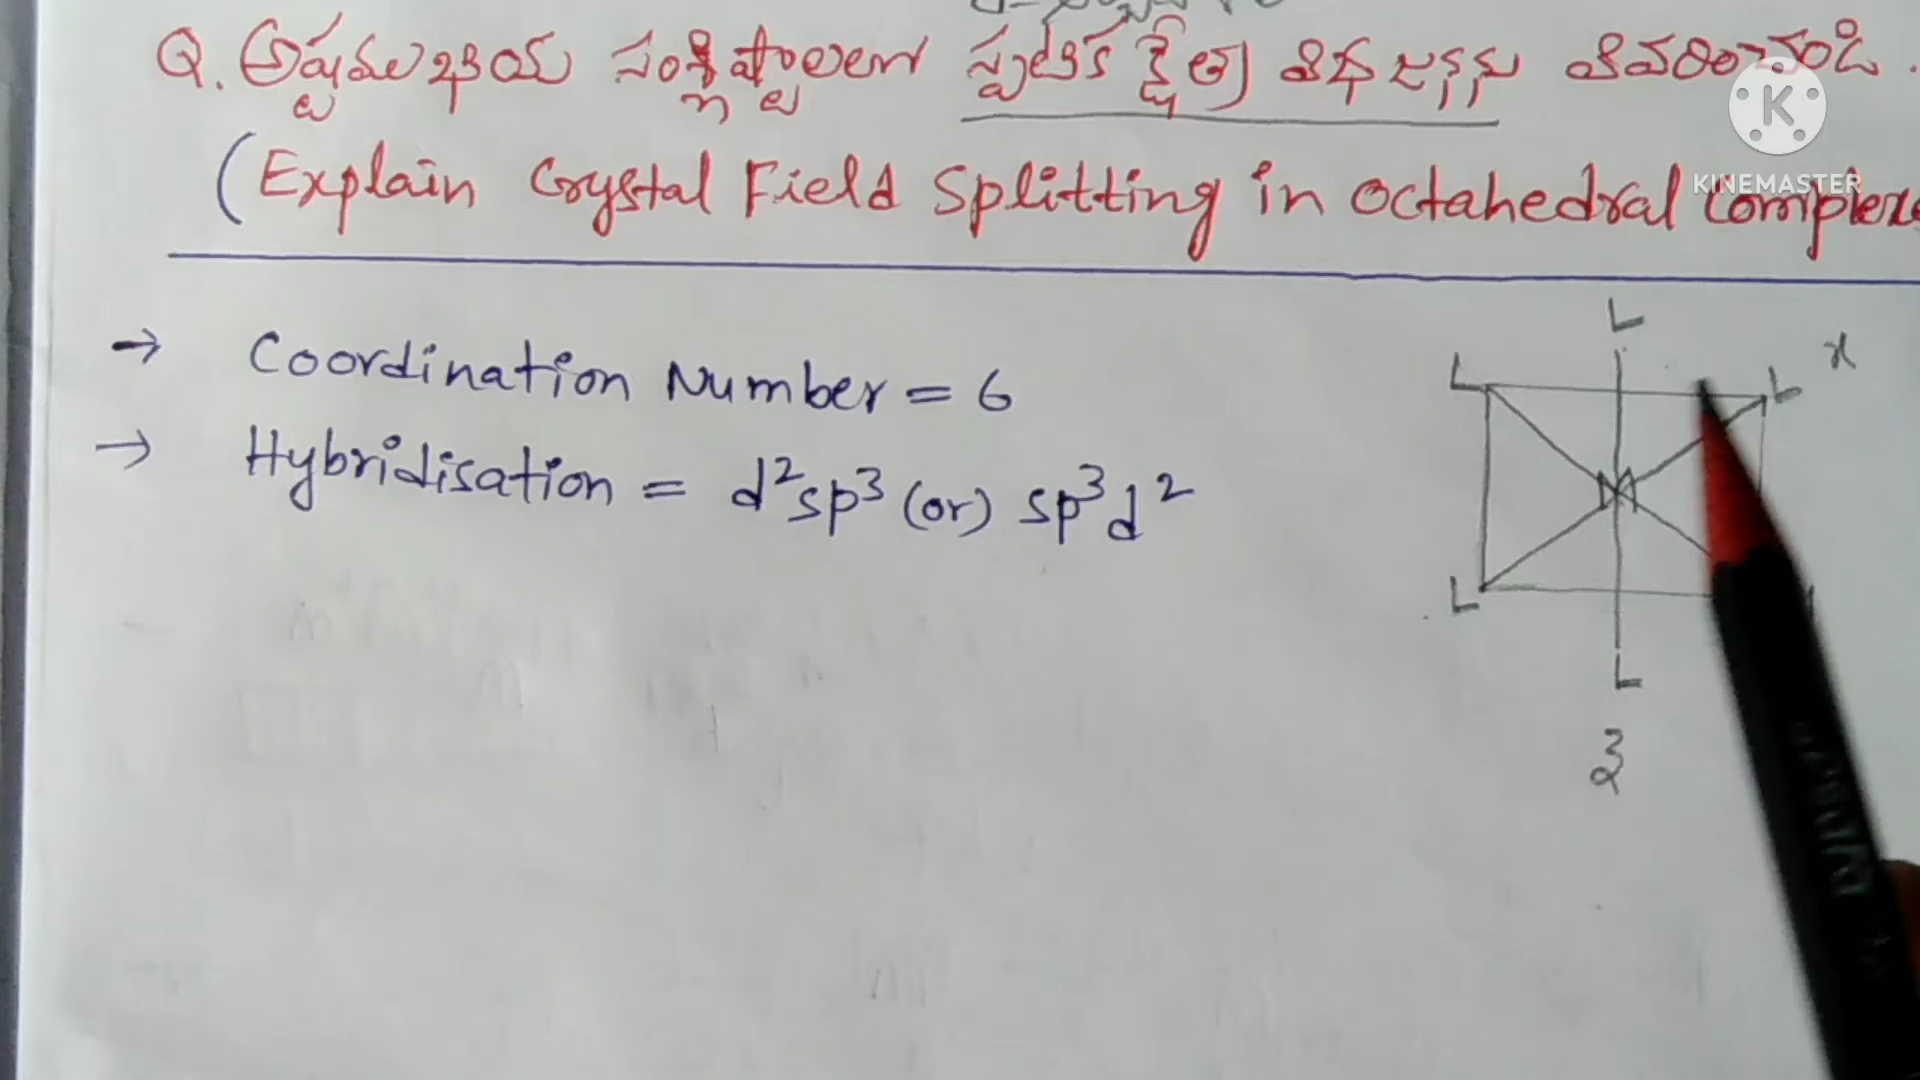 Q. అష్టముఖీయ సంశ్లిష్టాలలో స్ఫటిక క్షేత్ర విభజనను వివరించండి.
K
KINEMASTER
(Explain Crystal Field Splitting in Octahedral Complexes
→ Coordination Number = 6
→ Hybridisation = d²sp³ (or) sp³d²
L
L L x
M
L
L
z